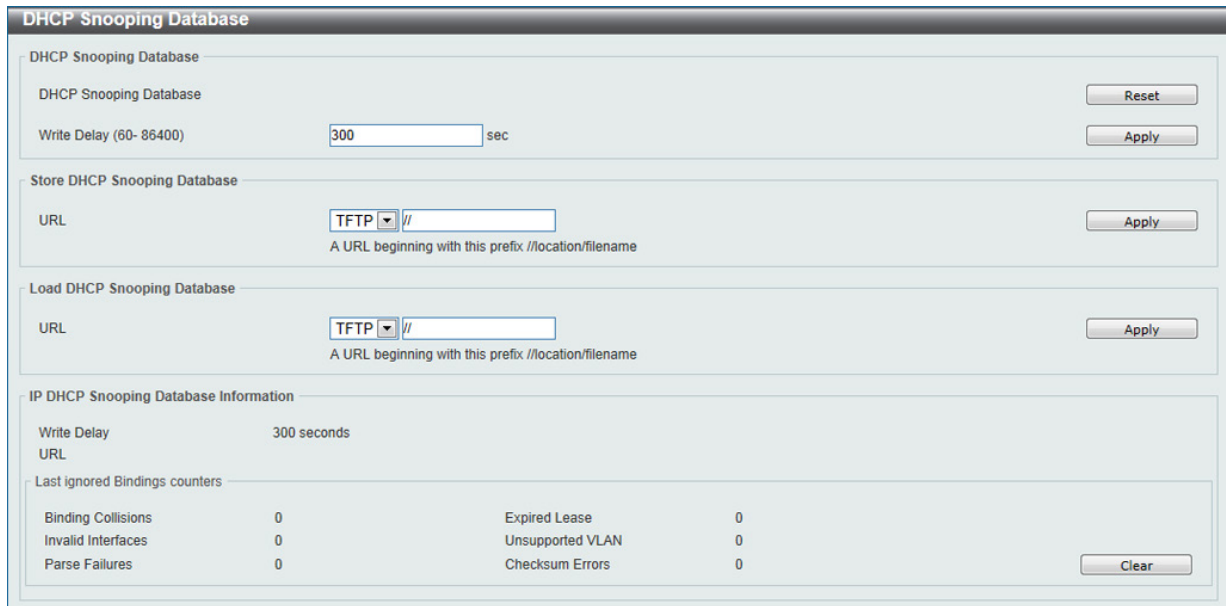 DHCP Snooping Database
DHCP Snooping Database
DHCP Snooping Database Reset
Write Delay (60- 86400) 300 sec Apply
Store DHCP Snooping Database
URL TFTP // Apply
A URL beginning with this prefix //location/filename
Load DHCP Snooping Database
URL TFTP // Apply
A URL beginning with this prefix //location/filename
IP DHCP Snooping Database Information
Write Delay 300 seconds
URL
Last ignored Bindings counters
Binding Collisions 0 Expired Lease 0
Invalid Interfaces 0 Unsupported VLAN 0
Parse Failures 0 Checksum Errors 0 Clear